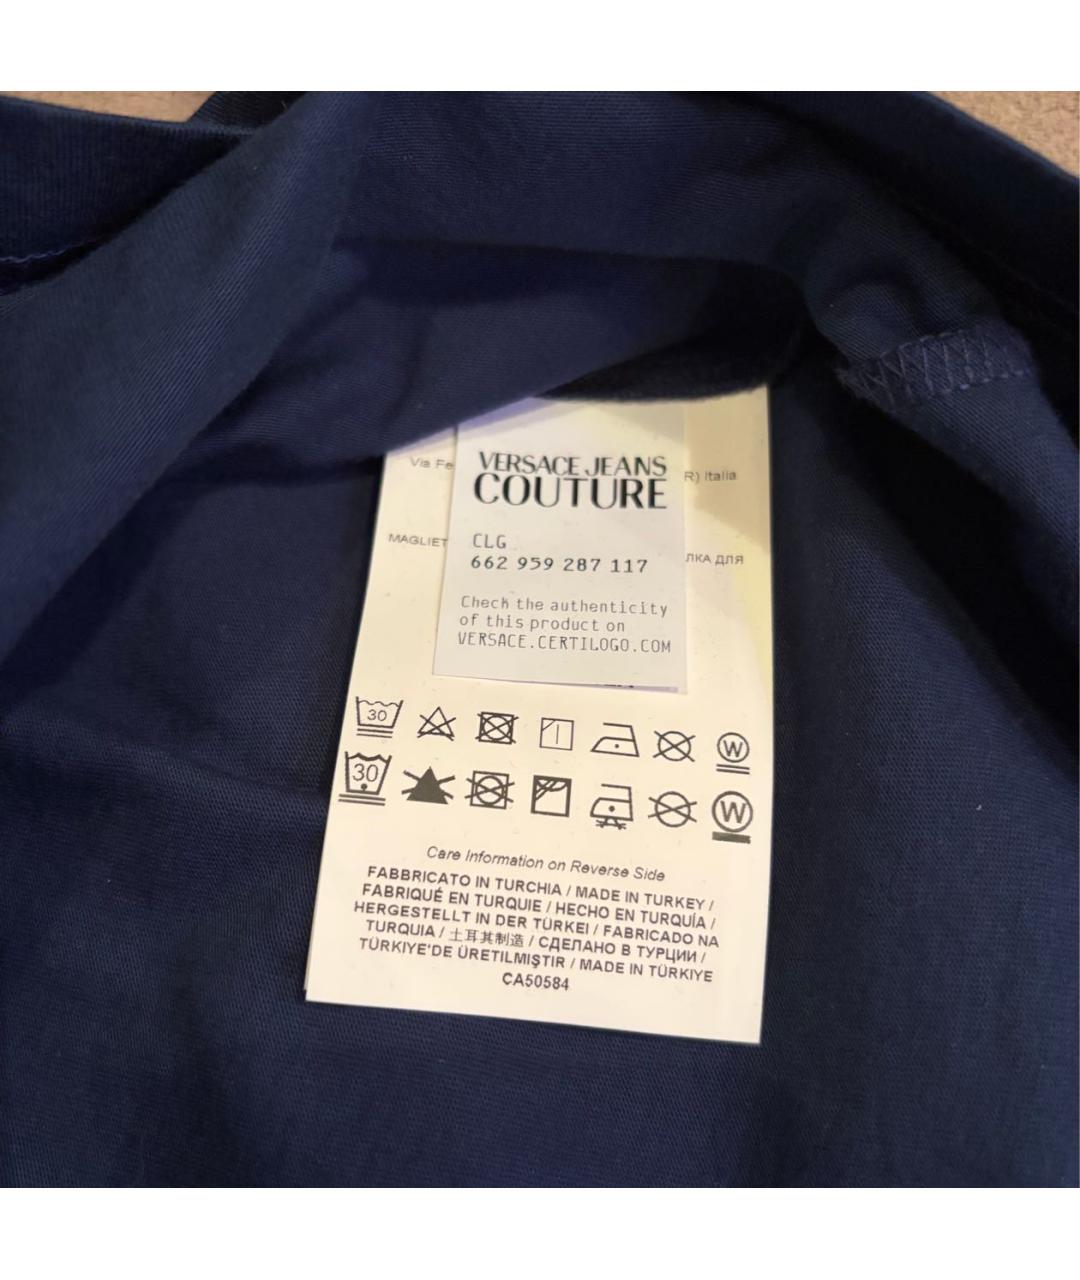 Via Fe
R) Italia
VERSACE JEANS
COUTURE
MAGLIET
ЛКА ДЛЯ
CLG
662 959 287 117
Check the authenticity
of this product on
VERSACE.CERTILOGO.COM
30
W
30
W
Care Information on Reverse Side
FABBRICATO IN TURCHIA / MADE IN TURKEY /
FABRIQUÉ EN TURQUIE / HECHO EN TURQUÍA /
HERGESTELLT IN DER TÜRKEI / FABRICADO NA
TURQUIA / 土耳其制造 / СДЕЛАНО В ТУРЦИИ /
TÜRKIYE'DE ÜRETILMIŞTIR / MADE IN TÜRKIYE
CA50584